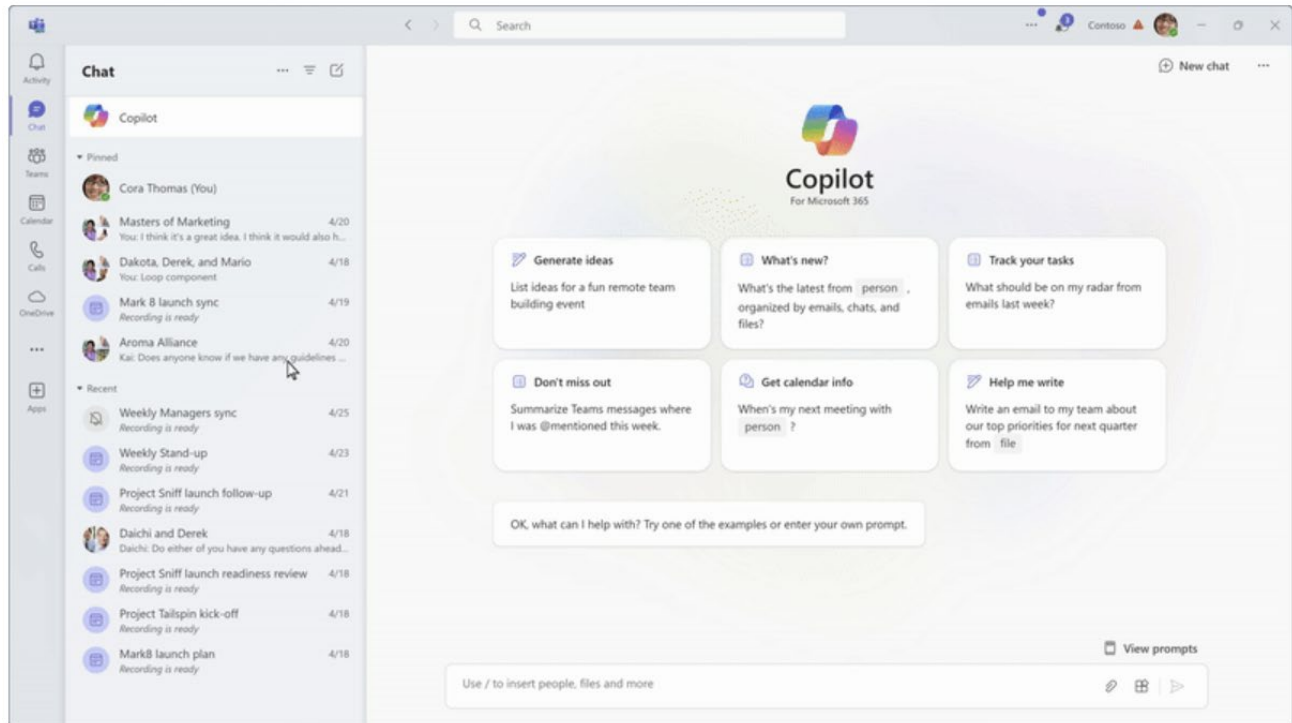 Search
3
Contoso
Activity
Chat
Teams
Calendar
Calls
OneDrive
Apps
Chat
Copilot
Pinned
Cora Thomas (You)
Masters of Marketing 4/20
You: I think it's a great idea. I think it would also h...
Dakota, Derek, and Mario 4/18
You: Loop component
Mark 8 launch sync 4/19
Recording is ready
Aroma Alliance 4/20
Kai: Does anyone know if we have any guidelines ...
Recent
Weekly Managers sync 4/25
Recording is ready
Weekly Stand-up 4/23
Recording is ready
Project Sniff launch follow-up 4/21
Recording is ready
Daichi and Derek 4/18
Daichi: Do either of you have any questions ahead...
Project Sniff launch readiness review 4/18
Recording is ready
Project Tailspin kick-off 4/18
Recording is ready
Mark8 launch plan 4/18
Recording is ready
New chat
Copilot
For Microsoft 365
Generate ideas
List ideas for a fun remote team
building event
What's new?
What's the latest from person ,
organized by emails, chats, and
files?
Track your tasks
What should be on my radar from
emails last week?
Don't miss out
Summarize Teams messages where
I was @mentioned this week.
Get calendar info
When's my next meeting with
person ?
Help me write
Write an email to my team about
our top priorities for next quarter
from file
OK, what can I help with? Try one of the examples or enter your own prompt.
View prompts
Use / to insert people, files and more